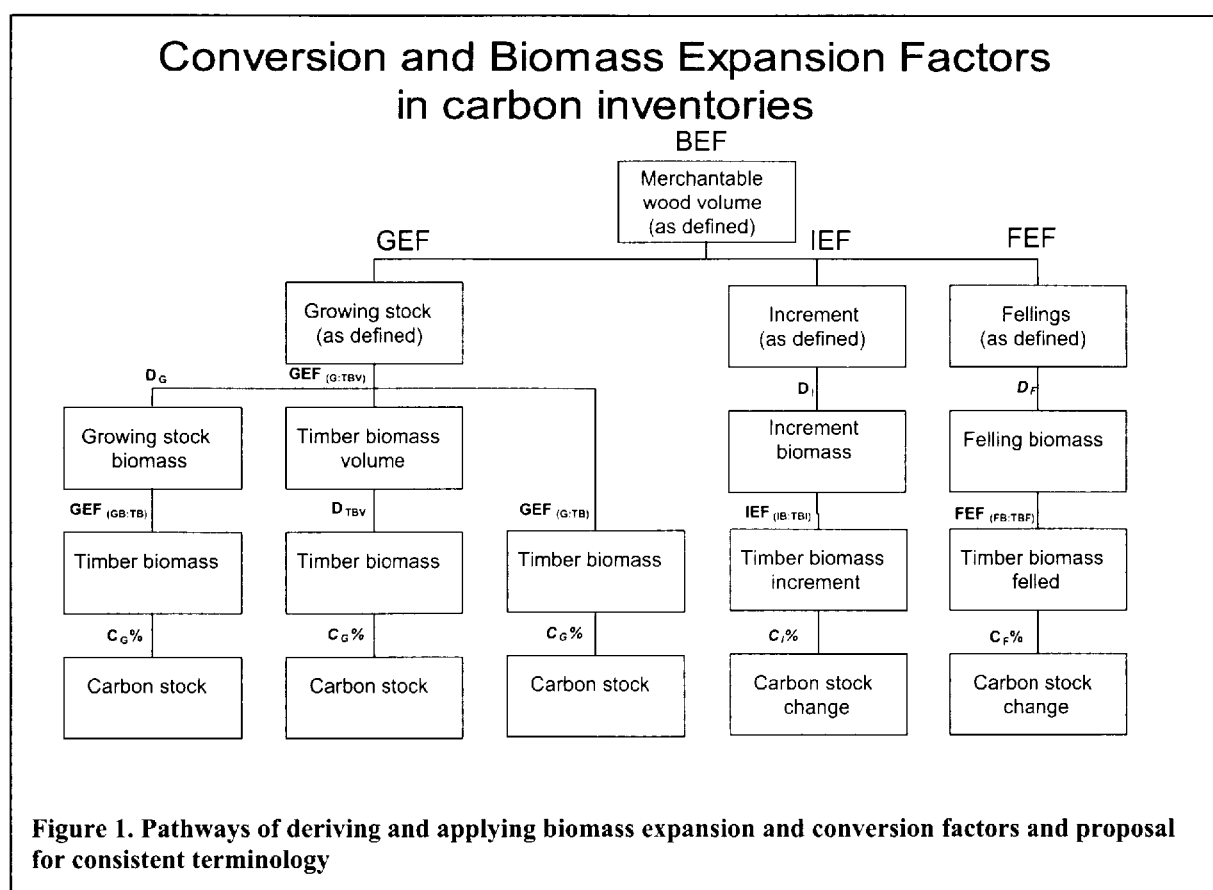 Conversion and Biomass Expansion Factors
in carbon inventories
BEF
Merchantable
wood volume
(as defined)
GEF
IEF
FEF
Growing stock
(as defined)
Increment
(as defined)
Fellings
(as defined)
D_G
GEF (G:TBV)
D_I
D_F
Growing stock
biomass
Timber biomass
volume
Increment
biomass
Felling biomass
GEF (GB:TB)
D_TBV
GEF (G:TB)
IEF (IB:TBI)
FEF (FB:TBF)
Timber biomass
Timber biomass
Timber biomass
Timber biomass
increment
Timber biomass
felled
C_G%
C_G%
C_G%
C_I%
C_F%
Carbon stock
Carbon stock
Carbon stock
Carbon stock
change
Carbon stock
change
Figure 1. Pathways of deriving and applying biomass expansion and conversion factors and proposal
for consistent terminology